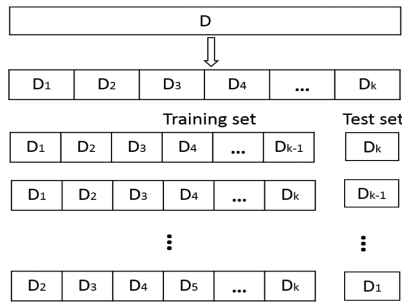 D
D1 D2 D3 D4 ... Dk
Training set Test set
D1 D2 D3 D4 ... Dk-1 Dk
D1 D2 D3 D4 ... Dk Dk-1
D2 D3 D4 D5 ... Dk D1